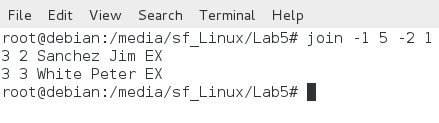 File Edit View Search Terminal Help
root@debian:/media/sf_Linux/Lab5# join -1 5 -2 1
3 2 Sanchez Jim EX
3 3 White Peter EX
root@debian:/media/sf_Linux/Lab5#